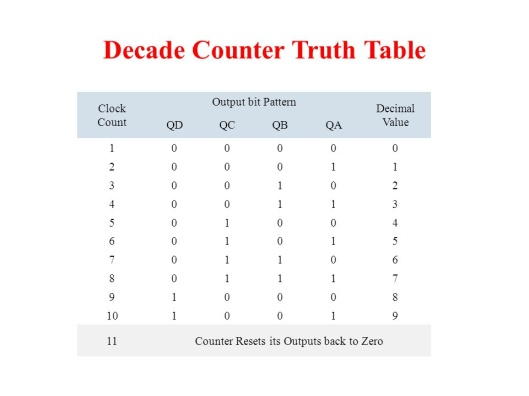 Decade Counter Truth Table
Clock Count Output bit Pattern Decimal Value
QD QC QB QA
1 0 0 0 0 0
2 0 0 0 1 1
3 0 0 1 0 2
4 0 0 1 1 3
5 0 1 0 0 4
6 0 1 0 1 5
7 0 1 1 0 6
8 0 1 1 1 7
9 1 0 0 0 8
10 1 0 0 1 9
11 Counter Resets its Outputs back to Zero